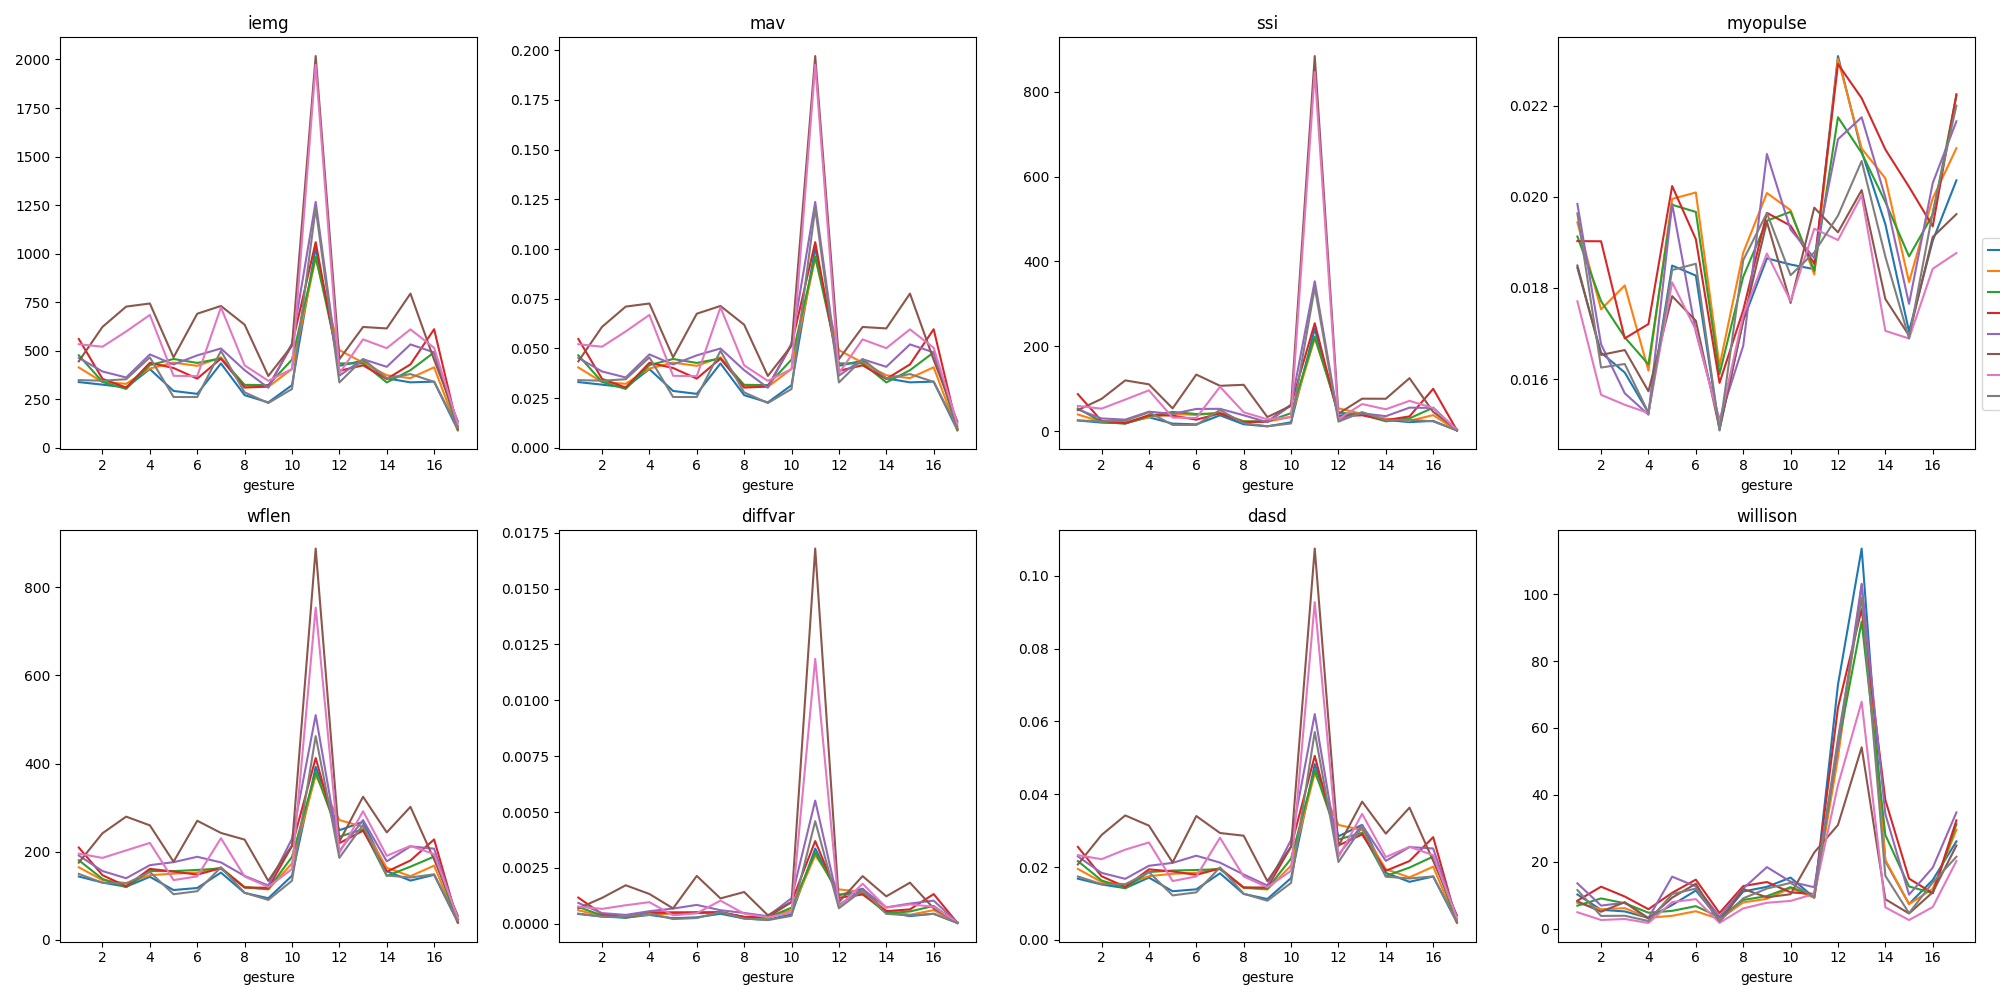 iemg
mav
ssi
myopulse
2000
1750
1500
1250
1000
750
500
250
0
2 4 6 8 10 12 14 16
gesture
0.200
0.175
0.150
0.125
0.100
0.075
0.050
0.025
0.000
2 4 6 8 10 12 14 16
gesture
800
600
400
200
0
2 4 6 8 10 12 14 16
gesture
0.022
0.020
0.018
0.016
2 4 6 8 10 12 14 16
gesture
wflen
diffvar
dasd
willison
800
600
400
200
0
2 4 6 8 10 12 14 16
gesture
0.0175
0.0150
0.0125
0.0100
0.0075
0.0050
0.0025
0.0000
2 4 6 8 10 12 14 16
gesture
0.10
0.08
0.06
0.04
0.02
0.00
2 4 6 8 10 12 14 16
gesture
100
80
60
40
20
0
2 4 6 8 10 12 14 16
gesture